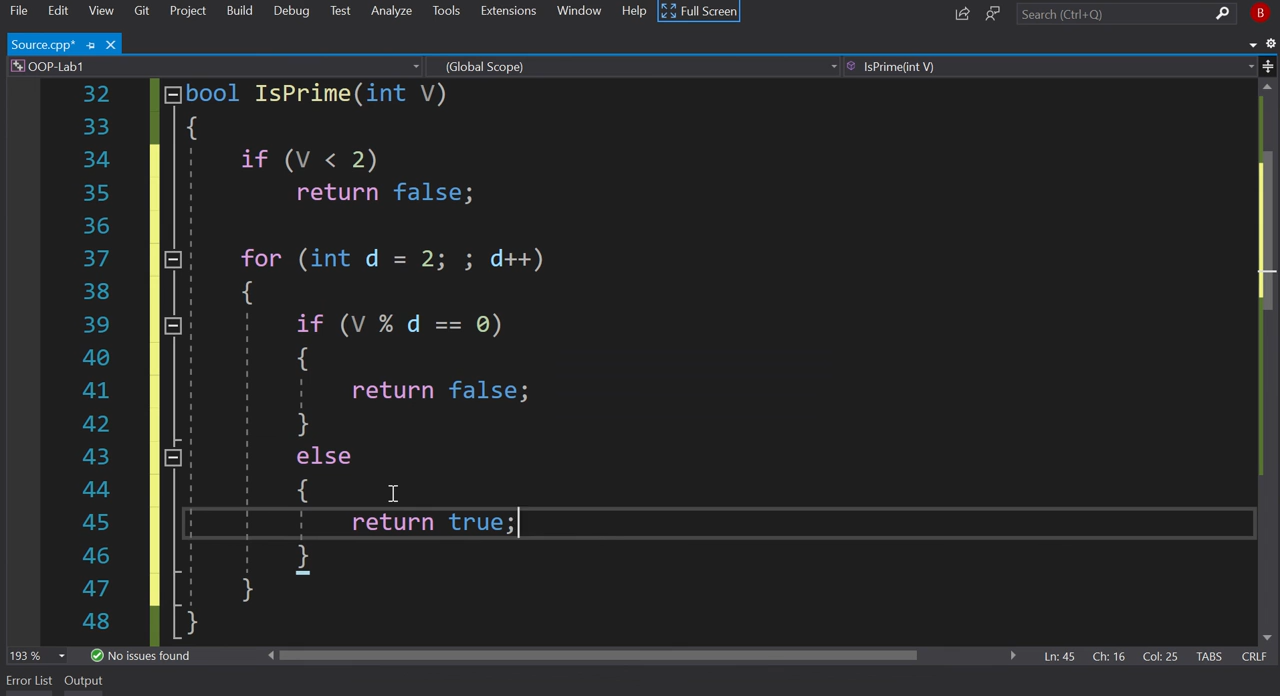 File Edit View Git Project Build Debug Test Analyze Tools Extensions Window Help Full Screen Search (Ctrl+Q) B
Source.cpp*
OOP-Lab1 (Global Scope) IsPrime(int V)
32 bool IsPrime(int V)
33 {
34 if (V < 2)
35 return false;
36
37 for (int d = 2; ; d++)
38 {
39 if (V % d == 0)
40 {
41 return false;
42 }
43 else
44 {
45 return true;
46 }
47 }
48 }
193 % No issues found Ln: 45 Ch: 16 Col: 25 TABS CRLF
Error List Output